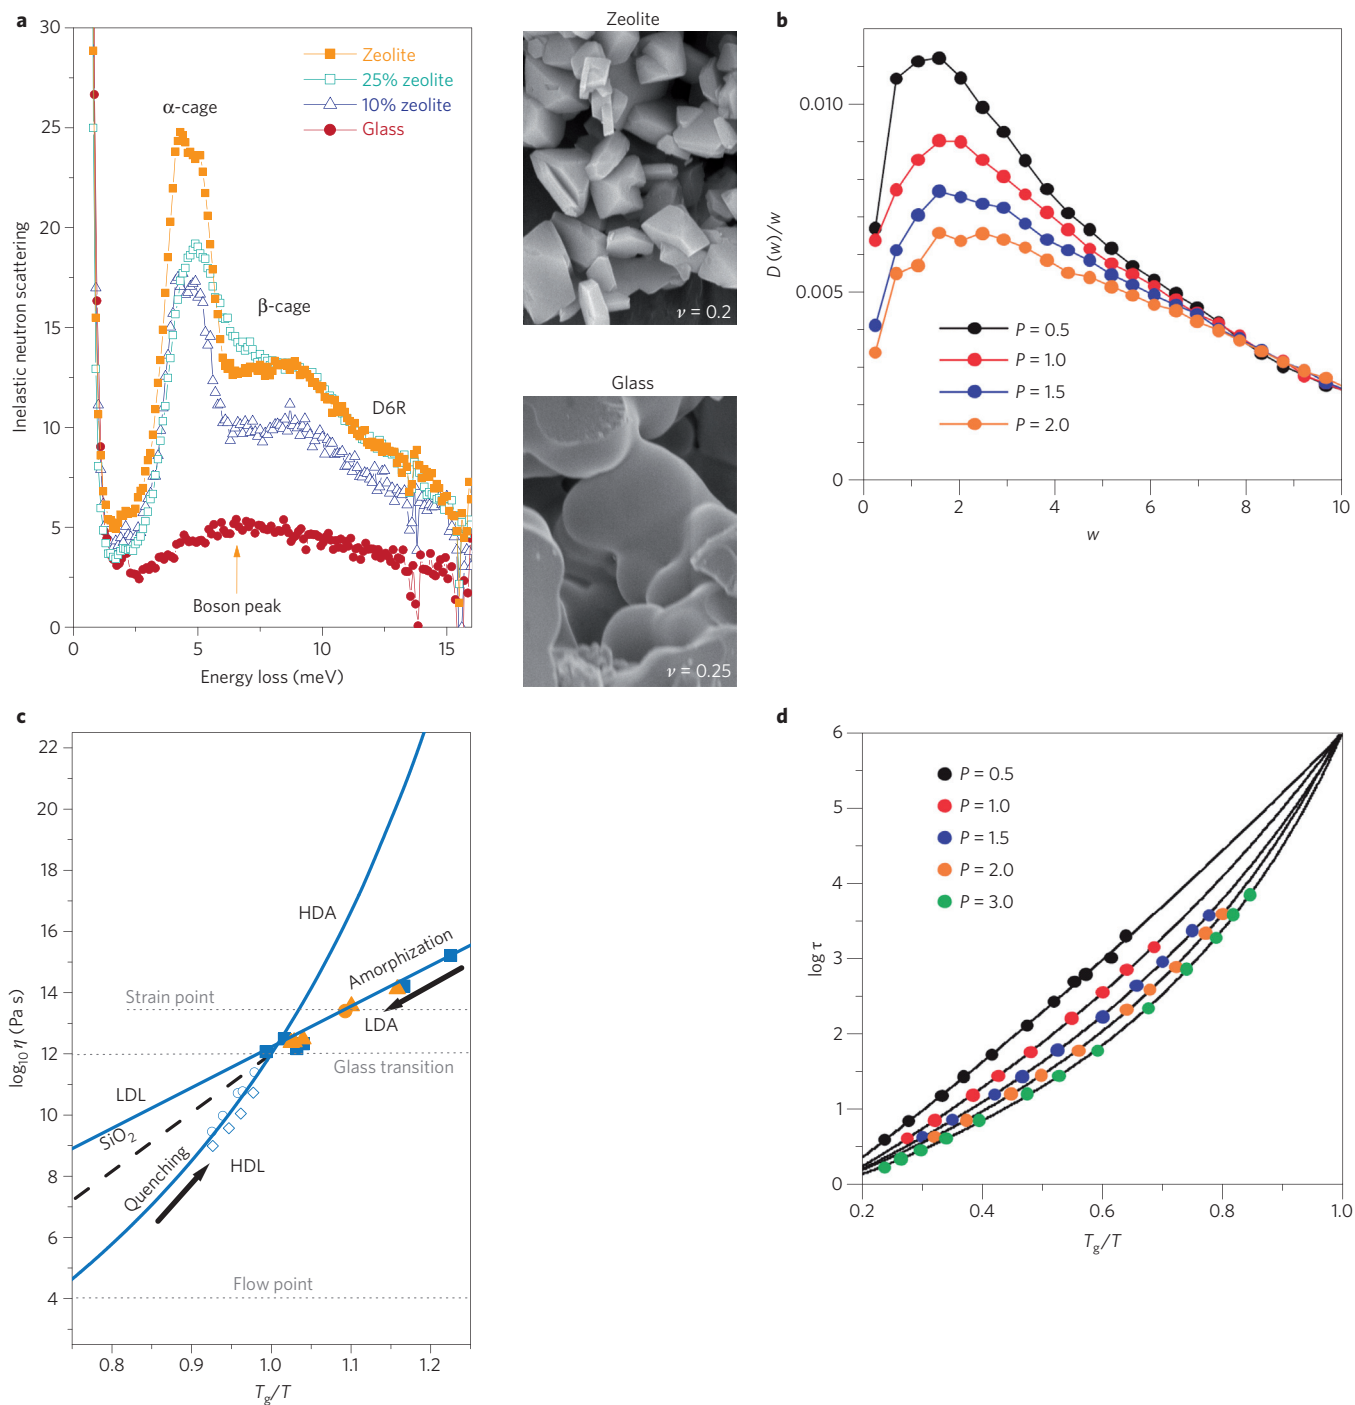 a
30
25
20
15
10
5
0
Inelastic neutron scattering
Zeolite
25% zeolite
10% zeolite
Glass
α-cage
β-cage
D6R
Boson peak
0
5
10
15
Energy loss (meV)
Zeolite
ν = 0.2
Glass
ν = 0.25
b
0.010
0.005
0
D (w)/w
P = 0.5
P = 1.0
P = 1.5
P = 2.0
0
2
4
6
8
10
w
c
22
20
18
16
14
12
10
8
6
4
log₁₀ η (Pa s)
HDA
Amorphization
Strain point
LDA
Glass transition
LDL
SiO₂
Quenching
HDL
Flow point
0.8
0.9
1.0
1.1
1.2
Tg/T
d
6
5
4
3
2
1
0
log τ
P = 0.5
P = 1.0
P = 1.5
P = 2.0
P = 3.0
0.2
0.4
0.6
0.8
1.0
Tg/T